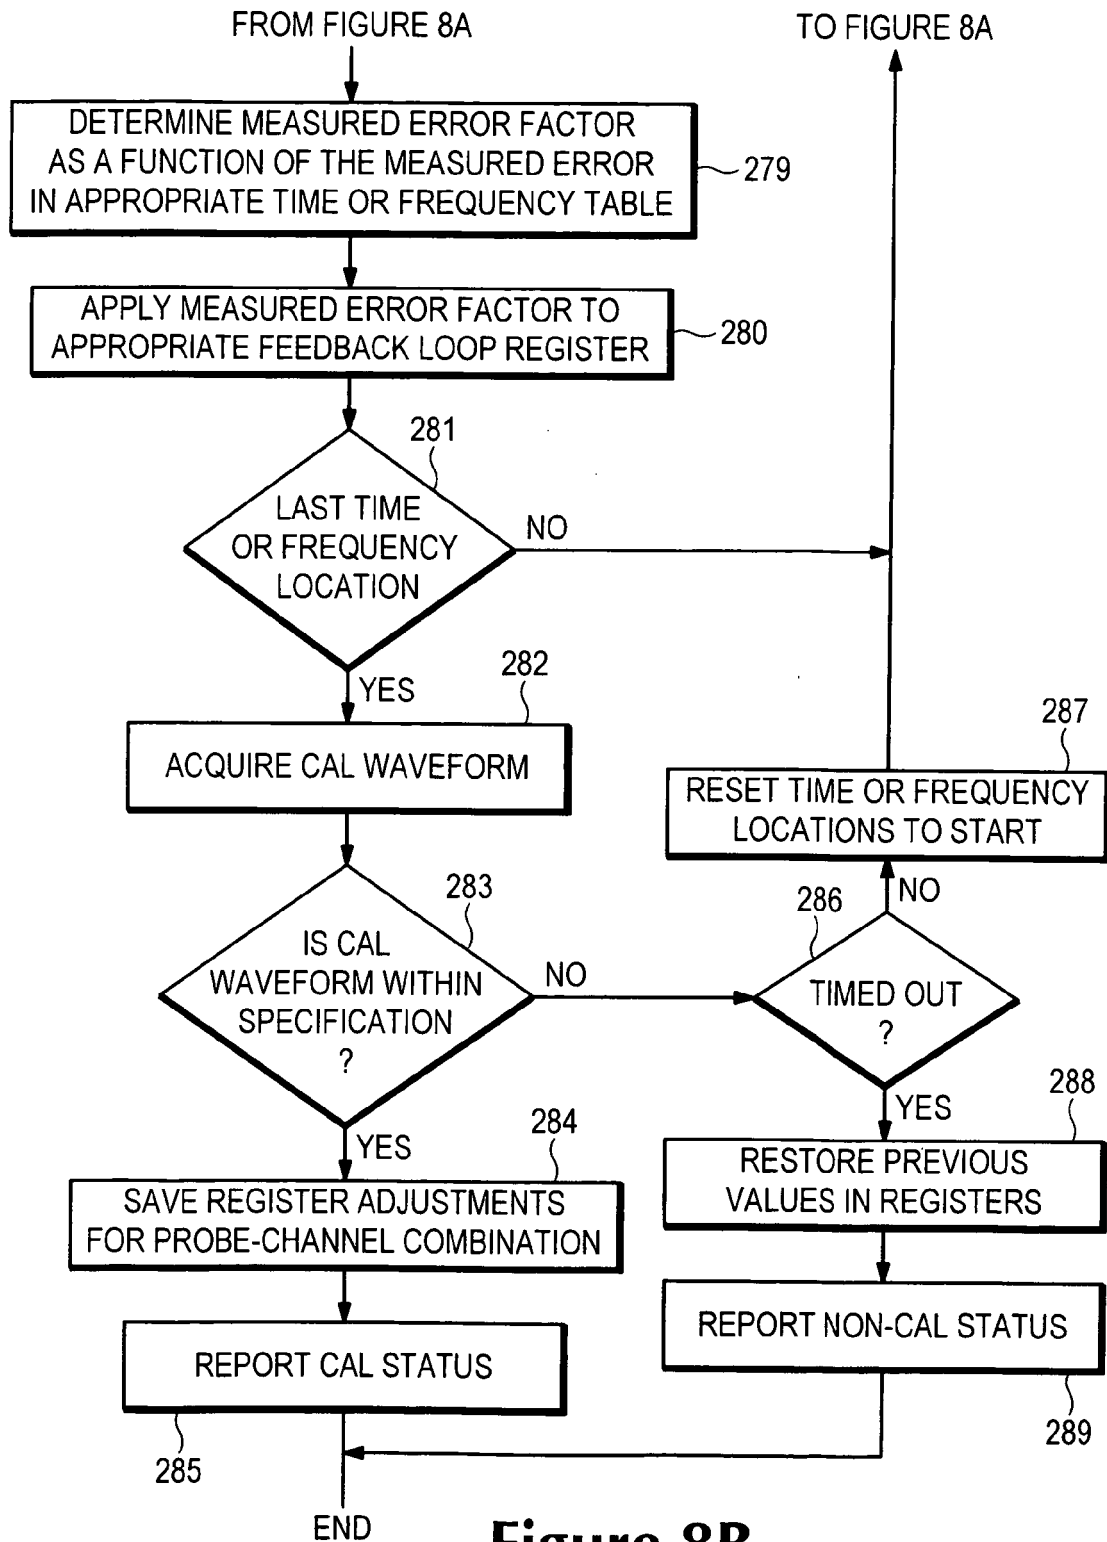 FROM FIGURE 8A
TO FIGURE 8A
DETERMINE MEASURED ERROR FACTOR
AS A FUNCTION OF THE MEASURED ERROR
IN APPROPRIATE TIME OR FREQUENCY TABLE
279
APPLY MEASURED ERROR FACTOR TO
APPROPRIATE FEEDBACK LOOP REGISTER
280
281
LAST TIME
OR FREQUENCY
LOCATION
NO
YES
282
ACQUIRE CAL WAVEFORM
287
RESET TIME OR FREQUENCY
LOCATIONS TO START
283
IS CAL
WAVEFORM WITHIN
SPECIFICATION
?
NO
286
NO
TIMED OUT
?
YES
YES
284
SAVE REGISTER ADJUSTMENTS
FOR PROBE-CHANNEL COMBINATION
288
RESTORE PREVIOUS
VALUES IN REGISTERS
REPORT CAL STATUS
285
REPORT NON-CAL STATUS
289
END
Figure 8B